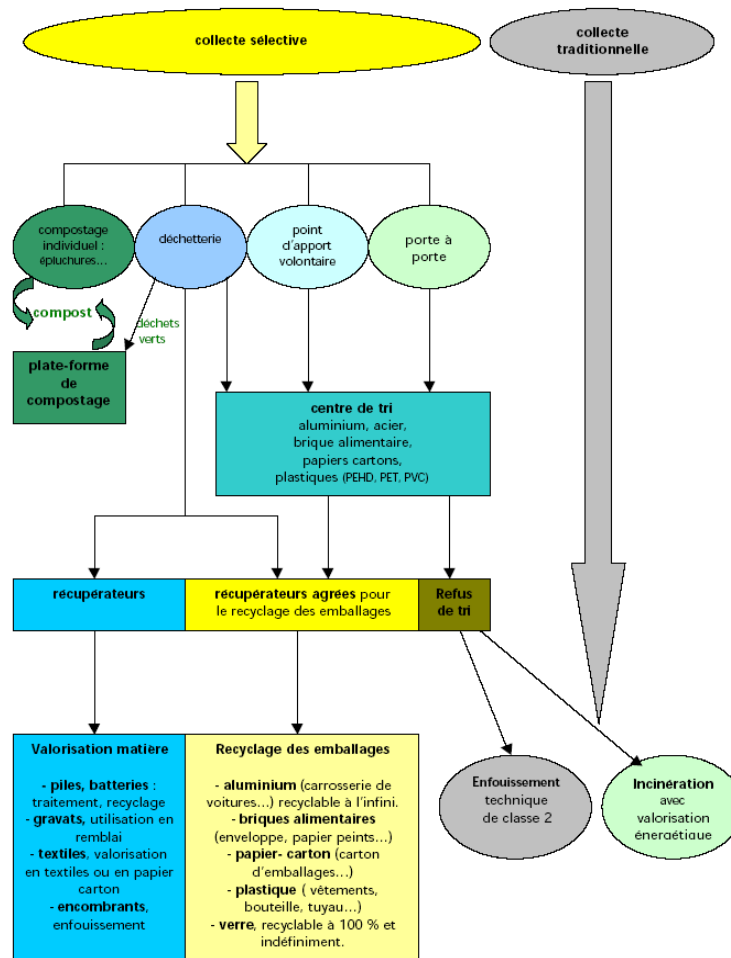 collecte sélective
collecte
traditionnelle
compostage
individuel :
épluchures...
déchetterie
point
d'apport
volontaire
porte à
porte
compost
déchets
verts
plate-forme
de
compostage
centre de tri
aluminium, acier,
brique alimentaire,
papiers cartons,
plastiques (PEHD, PET, PVC)
récupérateurs
récupérateurs agrées pour
le recyclage des emballages
Refus
de tri
Valorisation matière
- piles, batteries :
traitement, recyclage
- gravats, utilisation en
remblai
- textiles, valorisation
en textiles ou en papier
carton
- encombrants,
enfouissement
Recyclage des emballages
- aluminium (carrosserie de
voitures...) recyclable à l'infini.
- briques alimentaires
(enveloppe, papier peints...)
- papier- carton (carton
d'emballages...)
- plastique ( vêtements,
bouteille, tuyau...)
- verre, recyclable à 100 % et
indéfiniment.
Enfouissement
technique
de classe 2
Incinération
avec
valorisation
énergétique